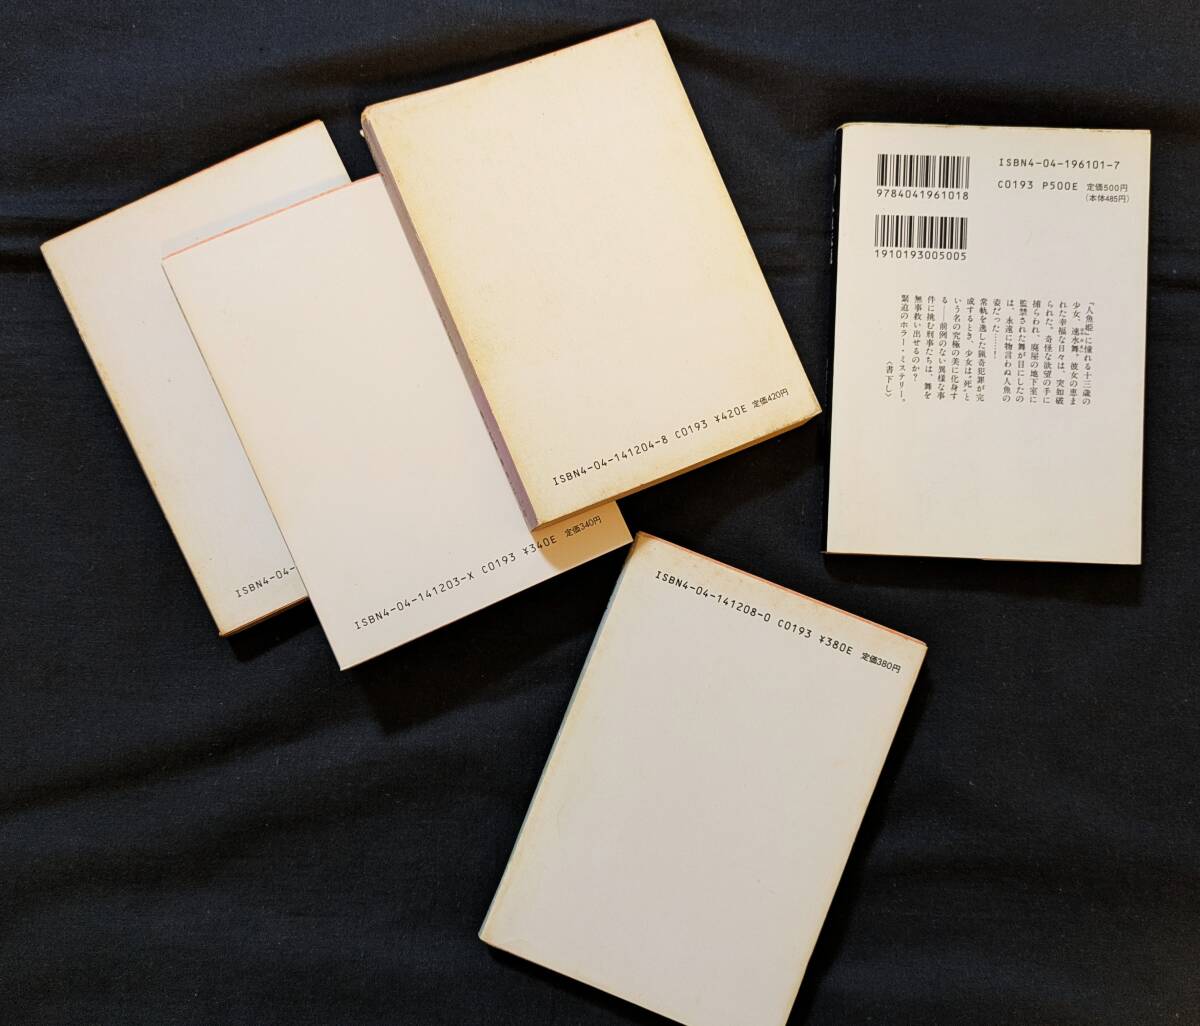 ISBN4-04-
ISBN4-04-141203-X C0193 ¥340E 定価340円
ISBN4-04-141204-8 C0193 ¥420E 定価420円
ISBN4-04-196101-7
C0193 P500E 定価500円
(本体485円)
9784041961018
1910193005005
『人魚姫』に憧れる十三歳の
少女、速水舞。彼女の恵ま
れた幸福な日々は、突如破
られた。奇怪な欲望の手に
捕らわれ、廃屋の地下室に
監禁された舞が目にしたの
は、永遠に物言わぬ人魚の
姿だった……！
常軌を逸した猟奇犯罪が完
成するとき、少女は“死”と
いう名の究極の美に化身す
る――前例のない異様な事
件に挑む刑事たちは、舞を
無事救い出せるのか？
緊迫のホラー・ミステリー。
〈書下し〉
ISBN4-04-141208-0 C0193 ¥380E 定価380円